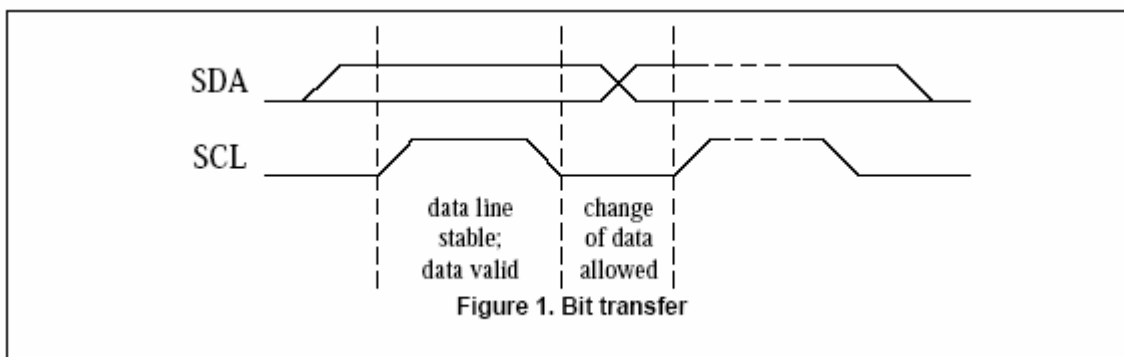 SDA
SCL
data line
stable;
data valid
change
of data
allowed
Figure 1. Bit transfer